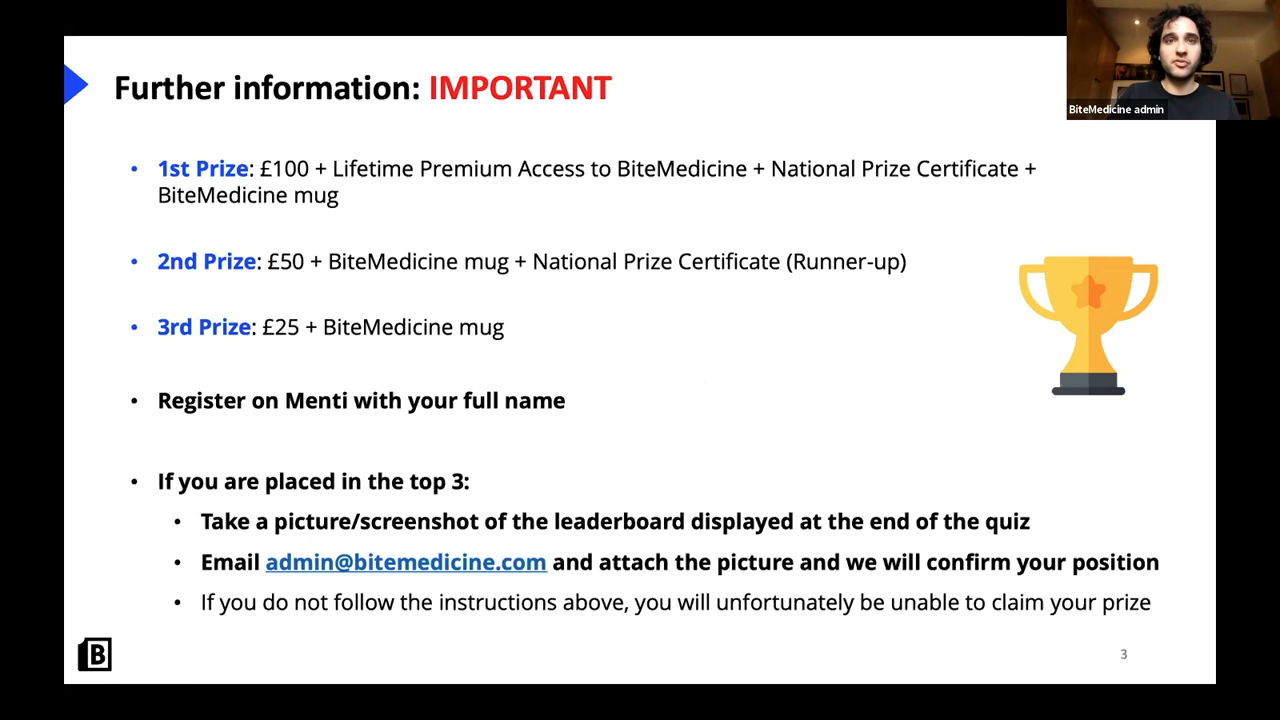 BiteMedicine admin
Further information: IMPORTANT
• 1st Prize: £100 + Lifetime Premium Access to BiteMedicine + National Prize Certificate +
BiteMedicine mug
• 2nd Prize: £50 + BiteMedicine mug + National Prize Certificate (Runner-up)
• 3rd Prize: £25 + BiteMedicine mug
• Register on Menti with your full name
• If you are placed in the top 3:
• Take a picture/screenshot of the leaderboard displayed at the end of the quiz
• Email admin@bitemedicine.com and attach the picture and we will confirm your position
• If you do not follow the instructions above, you will unfortunately be unable to claim your prize
B
3